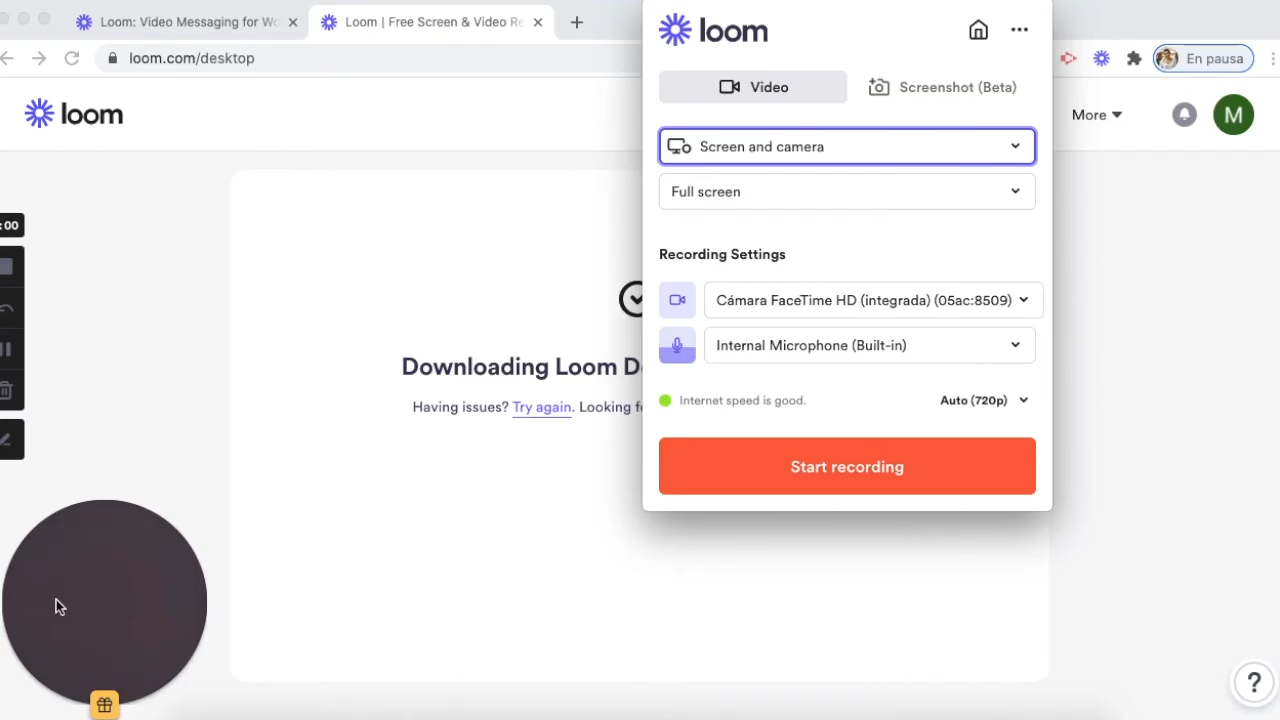 Loom: Video Messaging for Wo
Loom | Free Screen & Video Re
loom.com/desktop
En pausa
loom
More
M
:00
Downloading Loom D
Having issues? Try again. Looking fo
loom
Video
Screenshot (Beta)
Screen and camera
Full screen
Recording Settings
Cámara FaceTime HD (integrada) (05ac:8509)
Internal Microphone (Built-in)
Internet speed is good.
Auto (720p)
Start recording
?